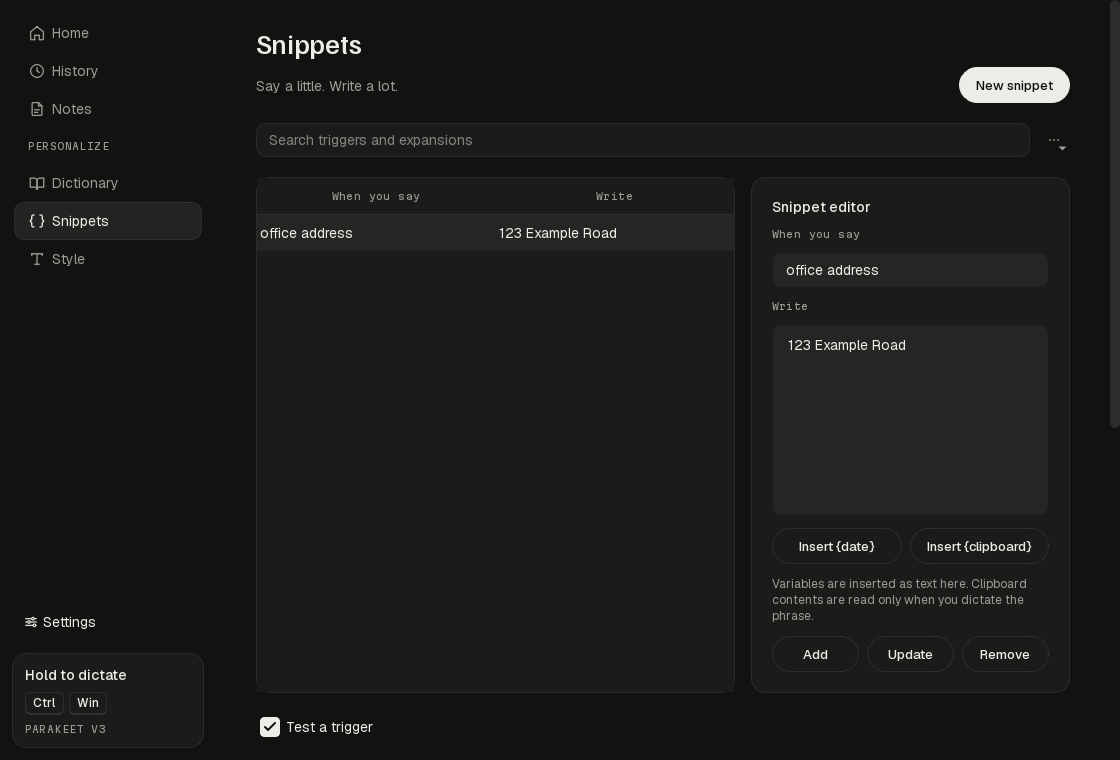 Home
History
Notes
PERSONALIZE
Dictionary
Snippets
Style
Settings
Hold to dictate
Ctrl Win
PARAKEET V3
Snippets
Say a little. Write a lot.
New snippet
Search triggers and expansions
...
When you say Write
office address 123 Example Road
Snippet editor
When you say
office address
Write
123 Example Road
Insert {date} Insert {clipboard}
Variables are inserted as text here. Clipboard
contents are read only when you dictate the
phrase.
Add Update Remove
Test a trigger